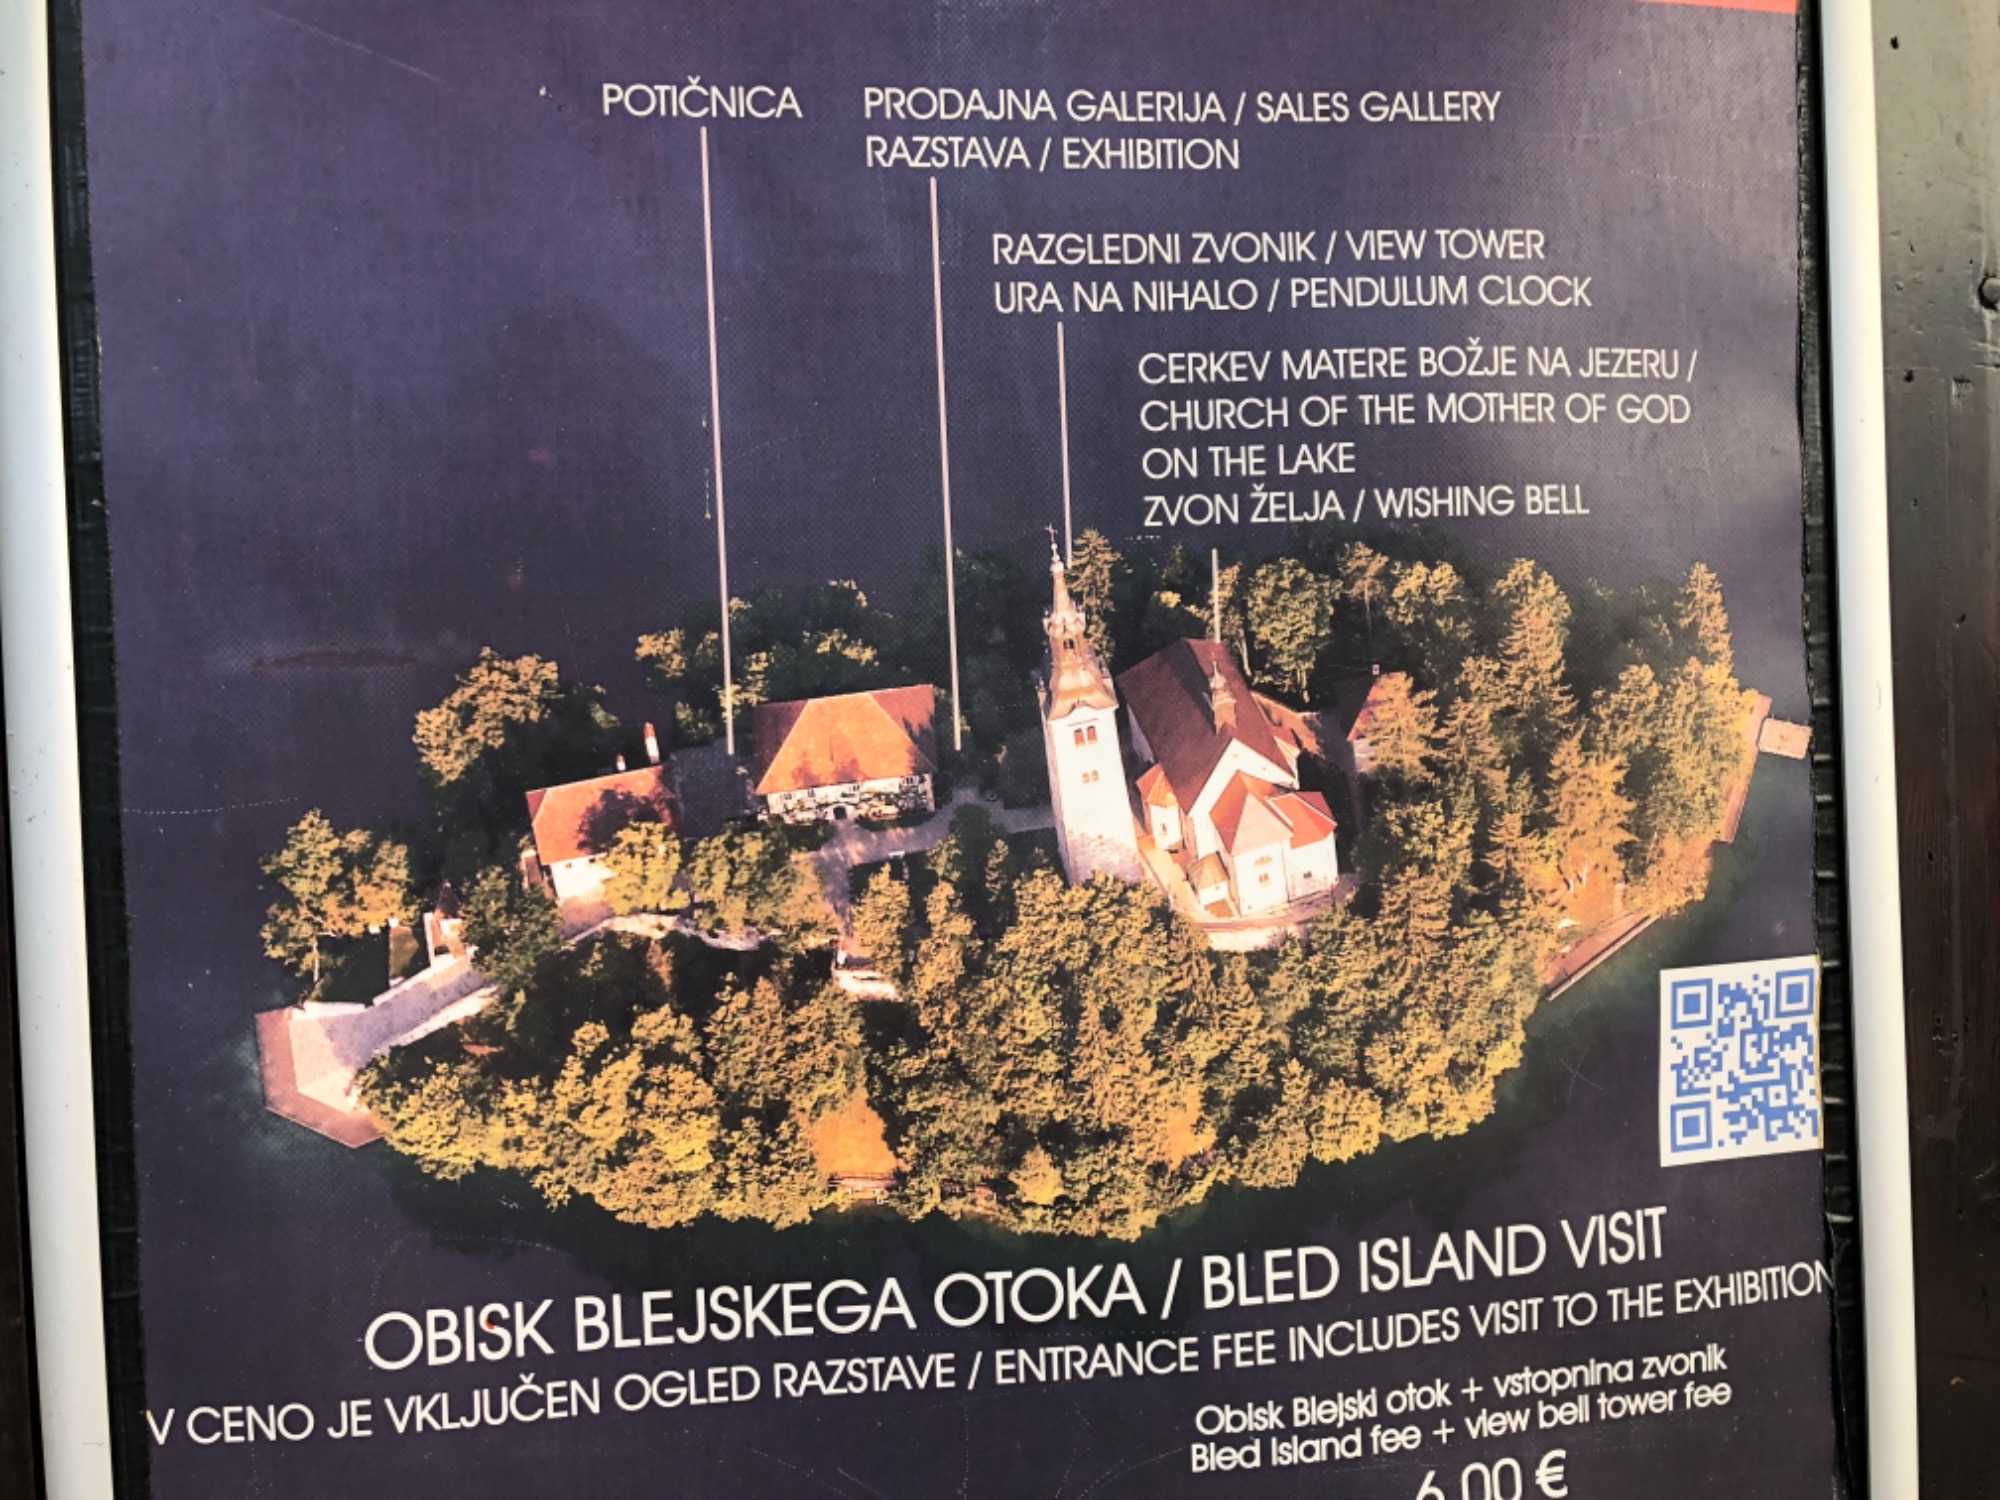 POTIČNICA
PRODAJNA GALERIJA / SALES GALLERY
RAZSTAVA / EXHIBITION
RAZGLEDNI ZVONIK / VIEW TOWER
URA NA NIHALO / PENDULUM CLOCK
CERKEV MATERE BOŽJE NA JEZERU /
CHURCH OF THE MOTHER OF GOD
ON THE LAKE
ZVON ŽELJA / WISHING BELL
OBISK BLEJSKEGA OTOKA / BLED ISLAND VISIT
V CENO JE VKLJUČEN OGLED RAZSTAVE / ENTRANCE FEE INCLUDES VISIT TO THE EXHIBITION
Obisk Blejski otok + vstopnina zvonik
Bled Island fee + view bell tower fee
6,00 €